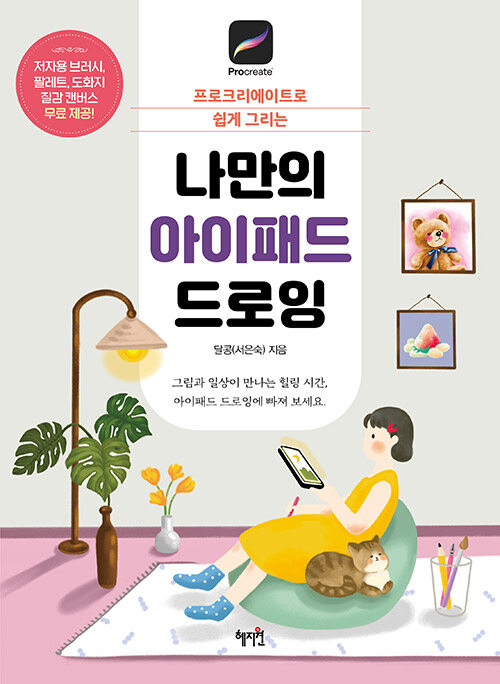 Procreate
저자용 브러시,
팔레트, 도화지
질감 캔버스
무료 제공!
프로크리에이트로
쉽게 그리는
나만의
아이패드
드로잉
달콩(서은숙) 지음
그림과 일상이 만나는 힐링 시간,
아이패드 드로잉에 빠져 보세요.
혜지원